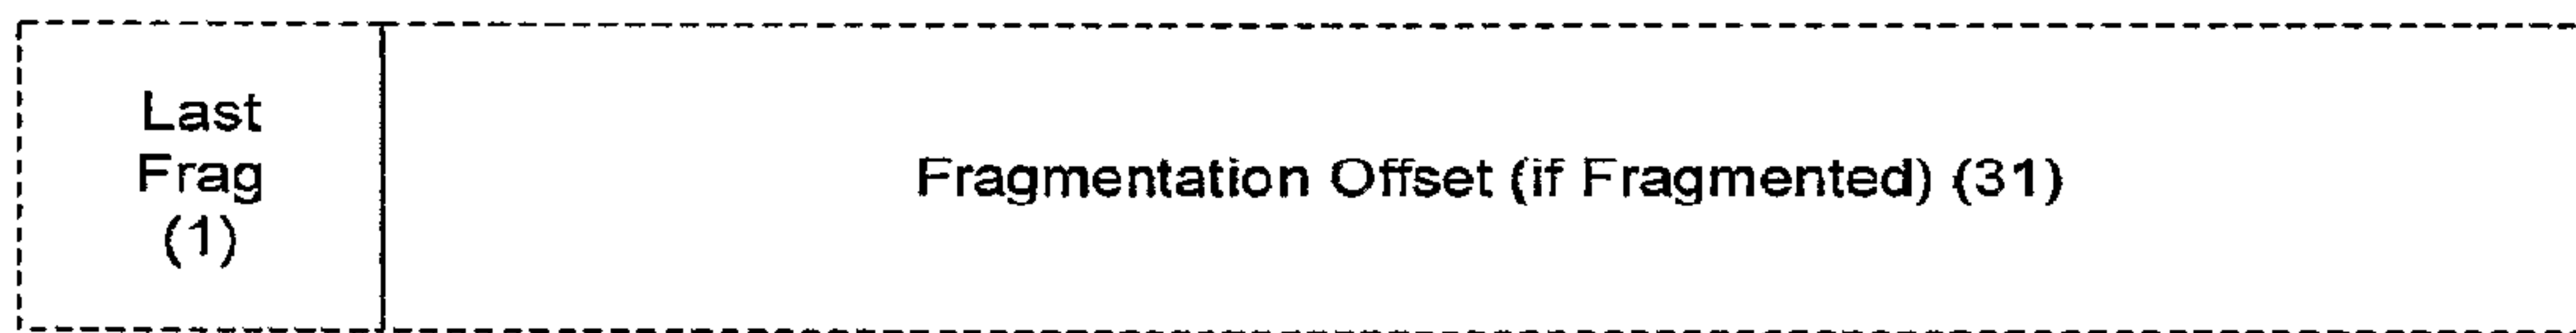 Last
Frag
(1)
Fragmentation Offset (if Fragmented) (31)